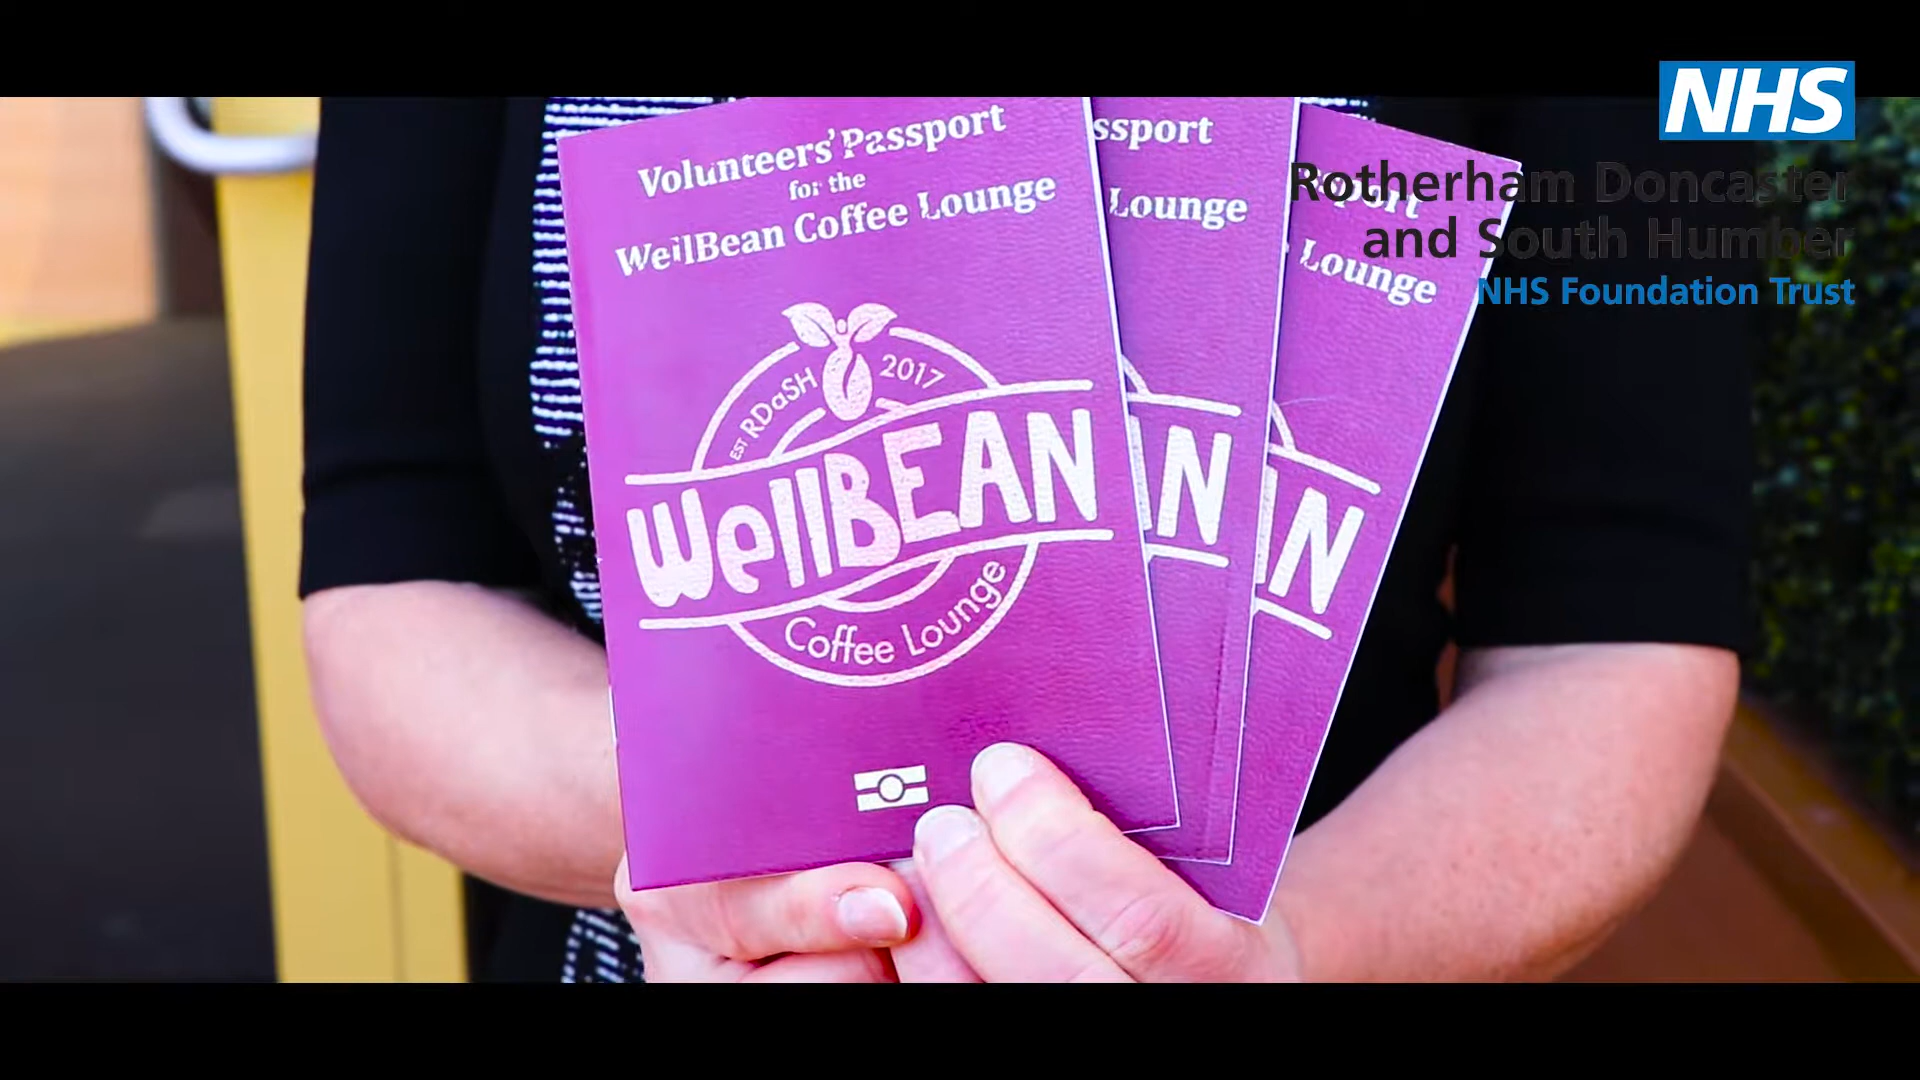 NHS
Rotherham Doncaster
and South Humber
NHS Foundation Trust
Volunteers' Passport
for the
WellBean Coffee Lounge
EST RDaSH 2017
WellBEAN
Coffee Lounge
ssport
Lounge
N
sport
Lounge
N